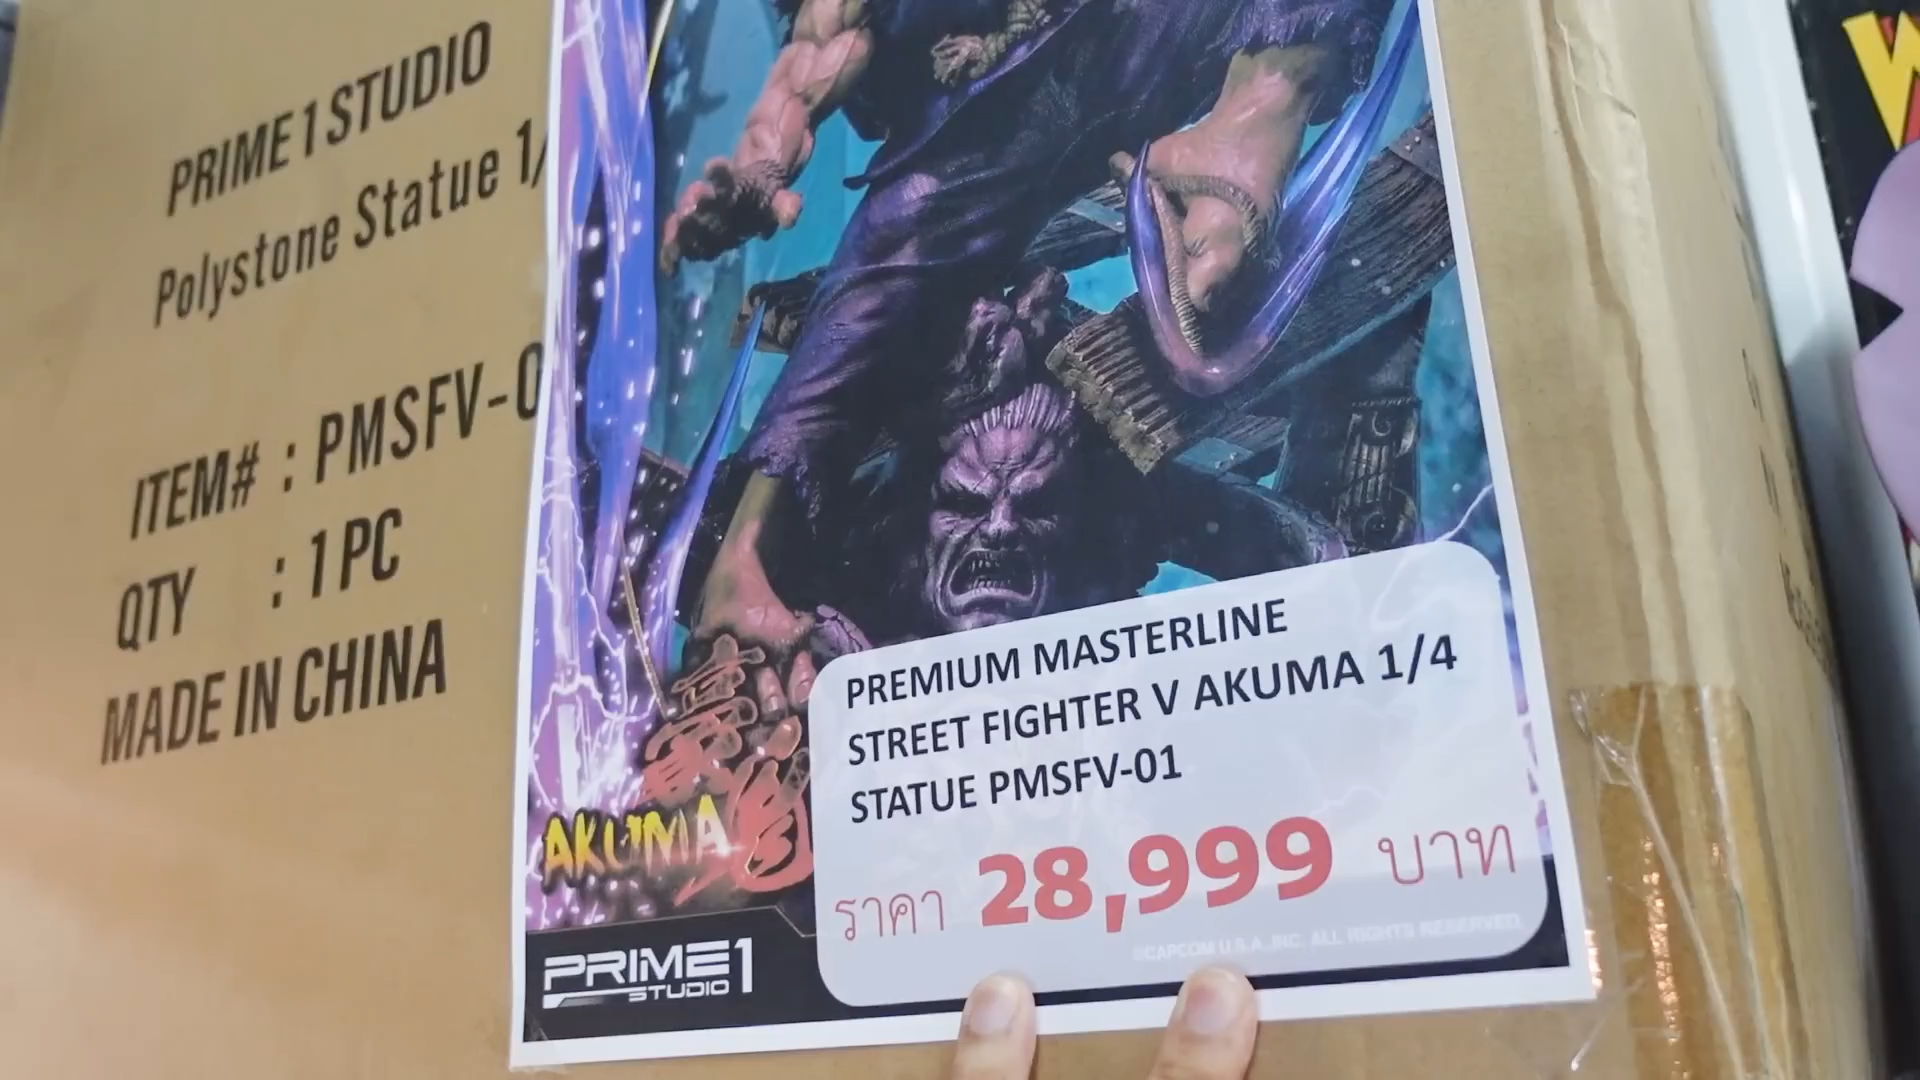 PRIME 1 STUDIO
Polystone Statue 1/
ITEM# : PMSFV-0
QTY : 1 PC
MADE IN CHINA
豪鬼
AKUMA
PRIME 1
STUDIO
PREMIUM MASTERLINE
STREET FIGHTER V AKUMA 1/4
STATUE PMSFV-01
ราคา 28,999 บาท
©CAPCOM U.S.A., INC. ALL RIGHTS RESERVED.
W